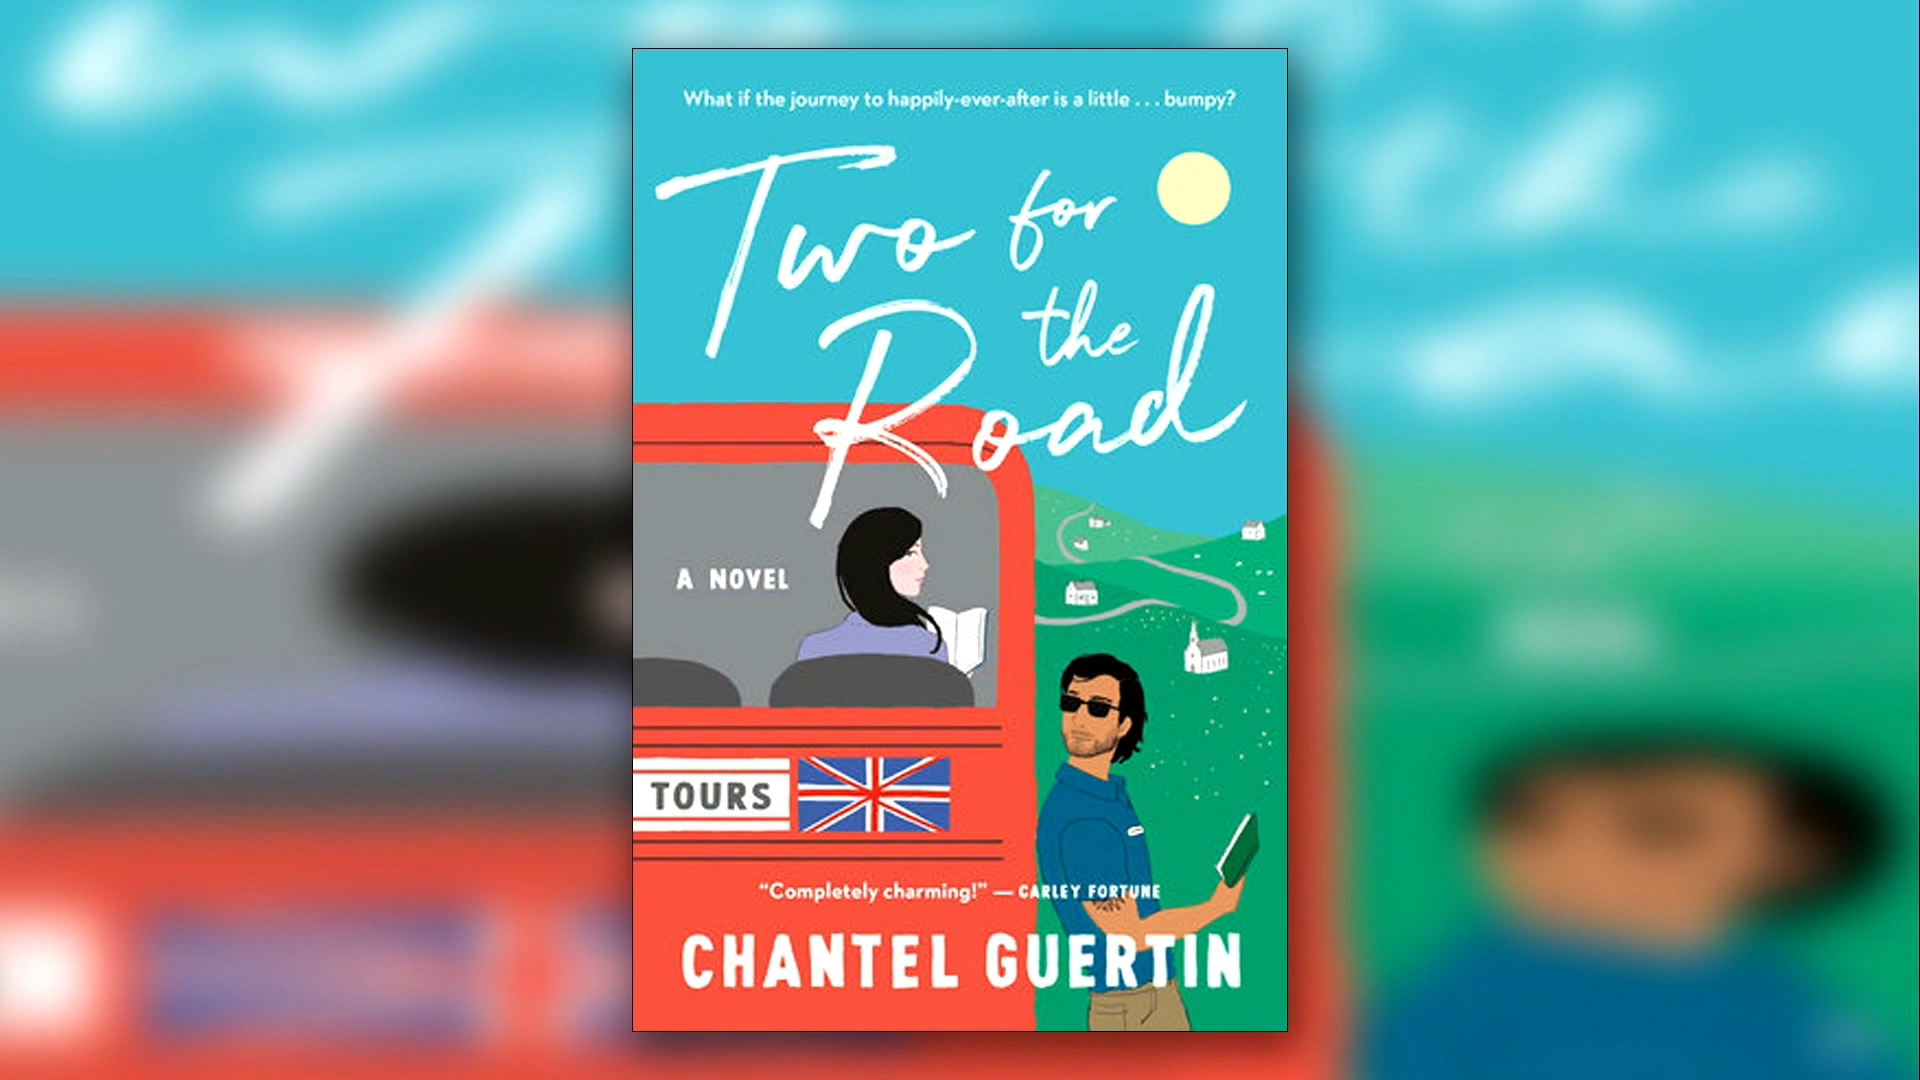 What if the journey to happily-ever-after is a little . . . bumpy?
Two for
the
Road
A NOVEL
TOURS
“Completely charming!” — CARLEY FORTUNE
CHANTEL GUERTIN